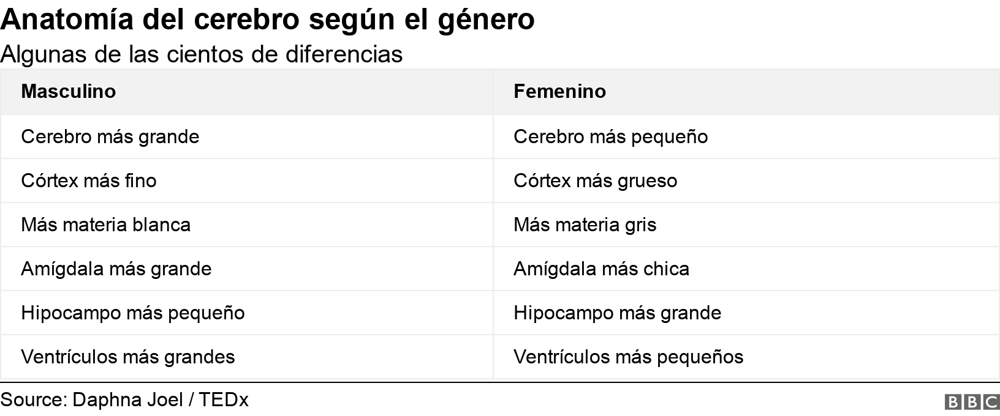 Anatomía del cerebro según el género
Algunas de las cientos de diferencias
Masculino Femenino
Cerebro más grande Cerebro más pequeño
Córtex más fino Córtex más grueso
Más materia blanca Más materia gris
Amígdala más grande Amígdala más chica
Hipocampo más pequeño Hipocampo más grande
Ventrículos más grandes Ventrículos más pequeños
Source: Daphna Joel / TEDx BBC